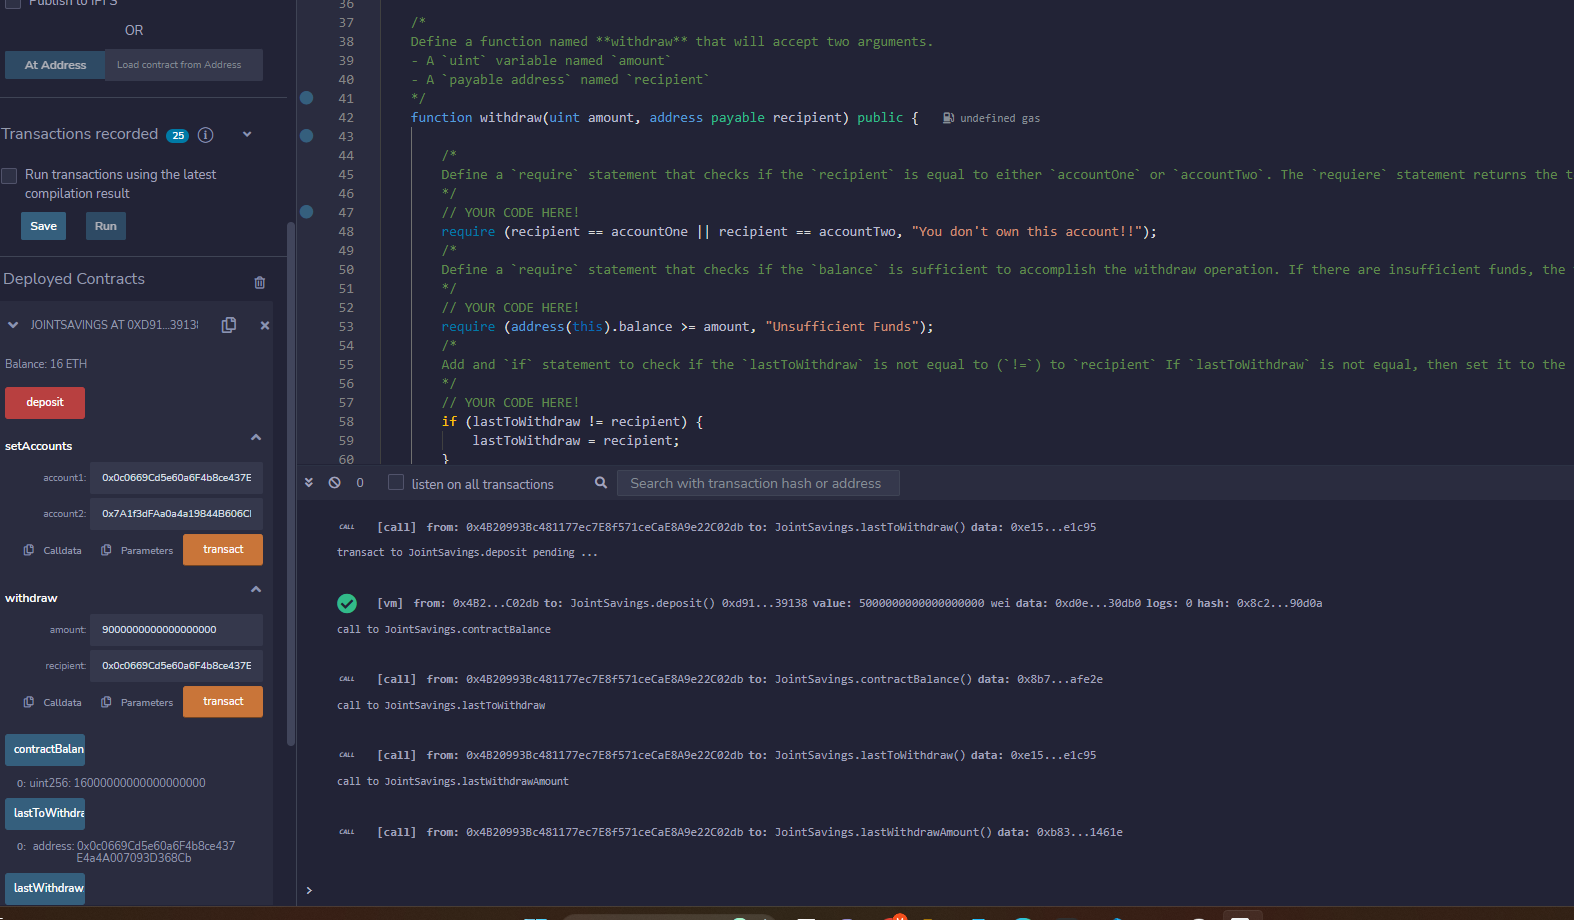 Publish to IPFS
OR
At Address
Load contract from Address
Transactions recorded 25 i
Run transactions using the latest
compilation result
Save
Run
Deployed Contracts
JOINTSAVINGS AT 0XD91...3913
Balance: 16 ETH
deposit
setAccounts
account1: 0x0c0669Cd5e60a6F4b8ce437E
account2: 0x7A1f3dFAa0a4a19844B606C
Calldata
Parameters
transact
withdraw
amount: 9000000000000000000
recipient: 0x0c0669Cd5e60a6F4b8ce437E
Calldata
Parameters
transact
contractBalan
0: uint256: 16000000000000000000
lastToWithdra
0: address: 0x0c0669Cd5e60a6F4b8ce437
E4a4A007093D368Cb
lastWithdraw
36
37 /*
38 Define a function named **withdraw** that will accept two arguments.
39 - A `uint` variable named `amount`
40 - A `payable address` named `recipient`
41 */
42 function withdraw(uint amount, address payable recipient) public { undefined gas
43
44 /*
45 Define a `require` statement that checks if the `recipient` is equal to either `accountOne` or `accountTwo`. The `requiere` statement returns the t
46 */
47 // YOUR CODE HERE!
48 require (recipient == accountOne || recipient == accountTwo, "You don't own this account!!");
49 /*
50 Define a `require` statement that checks if the `balance` is sufficient to accomplish the withdraw operation. If there are insufficient funds, the
51 */
52 // YOUR CODE HERE!
53 require (address(this).balance >= amount, "Unsufficient Funds");
54 /*
55 Add and `if` statement to check if the `lastToWithdraw` is not equal to (`!=`) to `recipient` If `lastToWithdraw` is not equal, then set it to the
56 */
57 // YOUR CODE HERE!
58 if (lastToWithdraw != recipient) {
59 lastToWithdraw = recipient;
60 }
0
listen on all transactions
Search with transaction hash or address
CALL [call] from: 0x4B20993Bc481177ec7E8f571ceCaE8A9e22C02db to: JointSavings.lastToWithdraw() data: 0xe15...e1c95
transact to JointSavings.deposit pending ...
[vm] from: 0x4B2...C02db to: JointSavings.deposit() 0xd91...39138 value: 5000000000000000000 wei data: 0xd0e...30db0 logs: 0 hash: 0x8c2...90d0a
call to JointSavings.contractBalance
CALL [call] from: 0x4B20993Bc481177ec7E8f571ceCaE8A9e22C02db to: JointSavings.contractBalance() data: 0x8b7...afe2e
call to JointSavings.lastToWithdraw
CALL [call] from: 0x4B20993Bc481177ec7E8f571ceCaE8A9e22C02db to: JointSavings.lastToWithdraw() data: 0xe15...e1c95
call to JointSavings.lastWithdrawAmount
CALL [call] from: 0x4B20993Bc481177ec7E8f571ceCaE8A9e22C02db to: JointSavings.lastWithdrawAmount() data: 0xb83...1461e
>